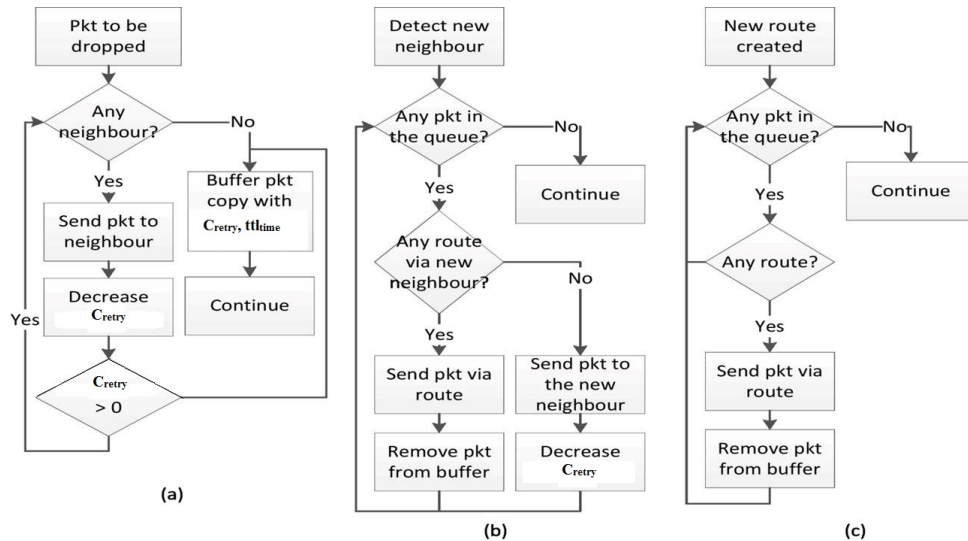 Pkt to be
dropped
Any
neighbour?
No
Yes
Buffer pkt
copy with
Cretry, ttltime
Send pkt to
neighbour
Decrease
Cretry
Continue
Yes
Cretry
> 0
(a)
Detect new
neighbour
Any pkt in
the queue?
No
Yes
Continue
Any route
via new
neighbour?
No
Yes
Send pkt via
route
Send pkt to
the new
neighbour
Remove pkt
from buffer
Decrease
Cretry
(b)
New route
created
Any pkt in
the queue?
No
Yes
Continue
Any route?
Yes
Send pkt via
route
Remove pkt
from buffer
(c)